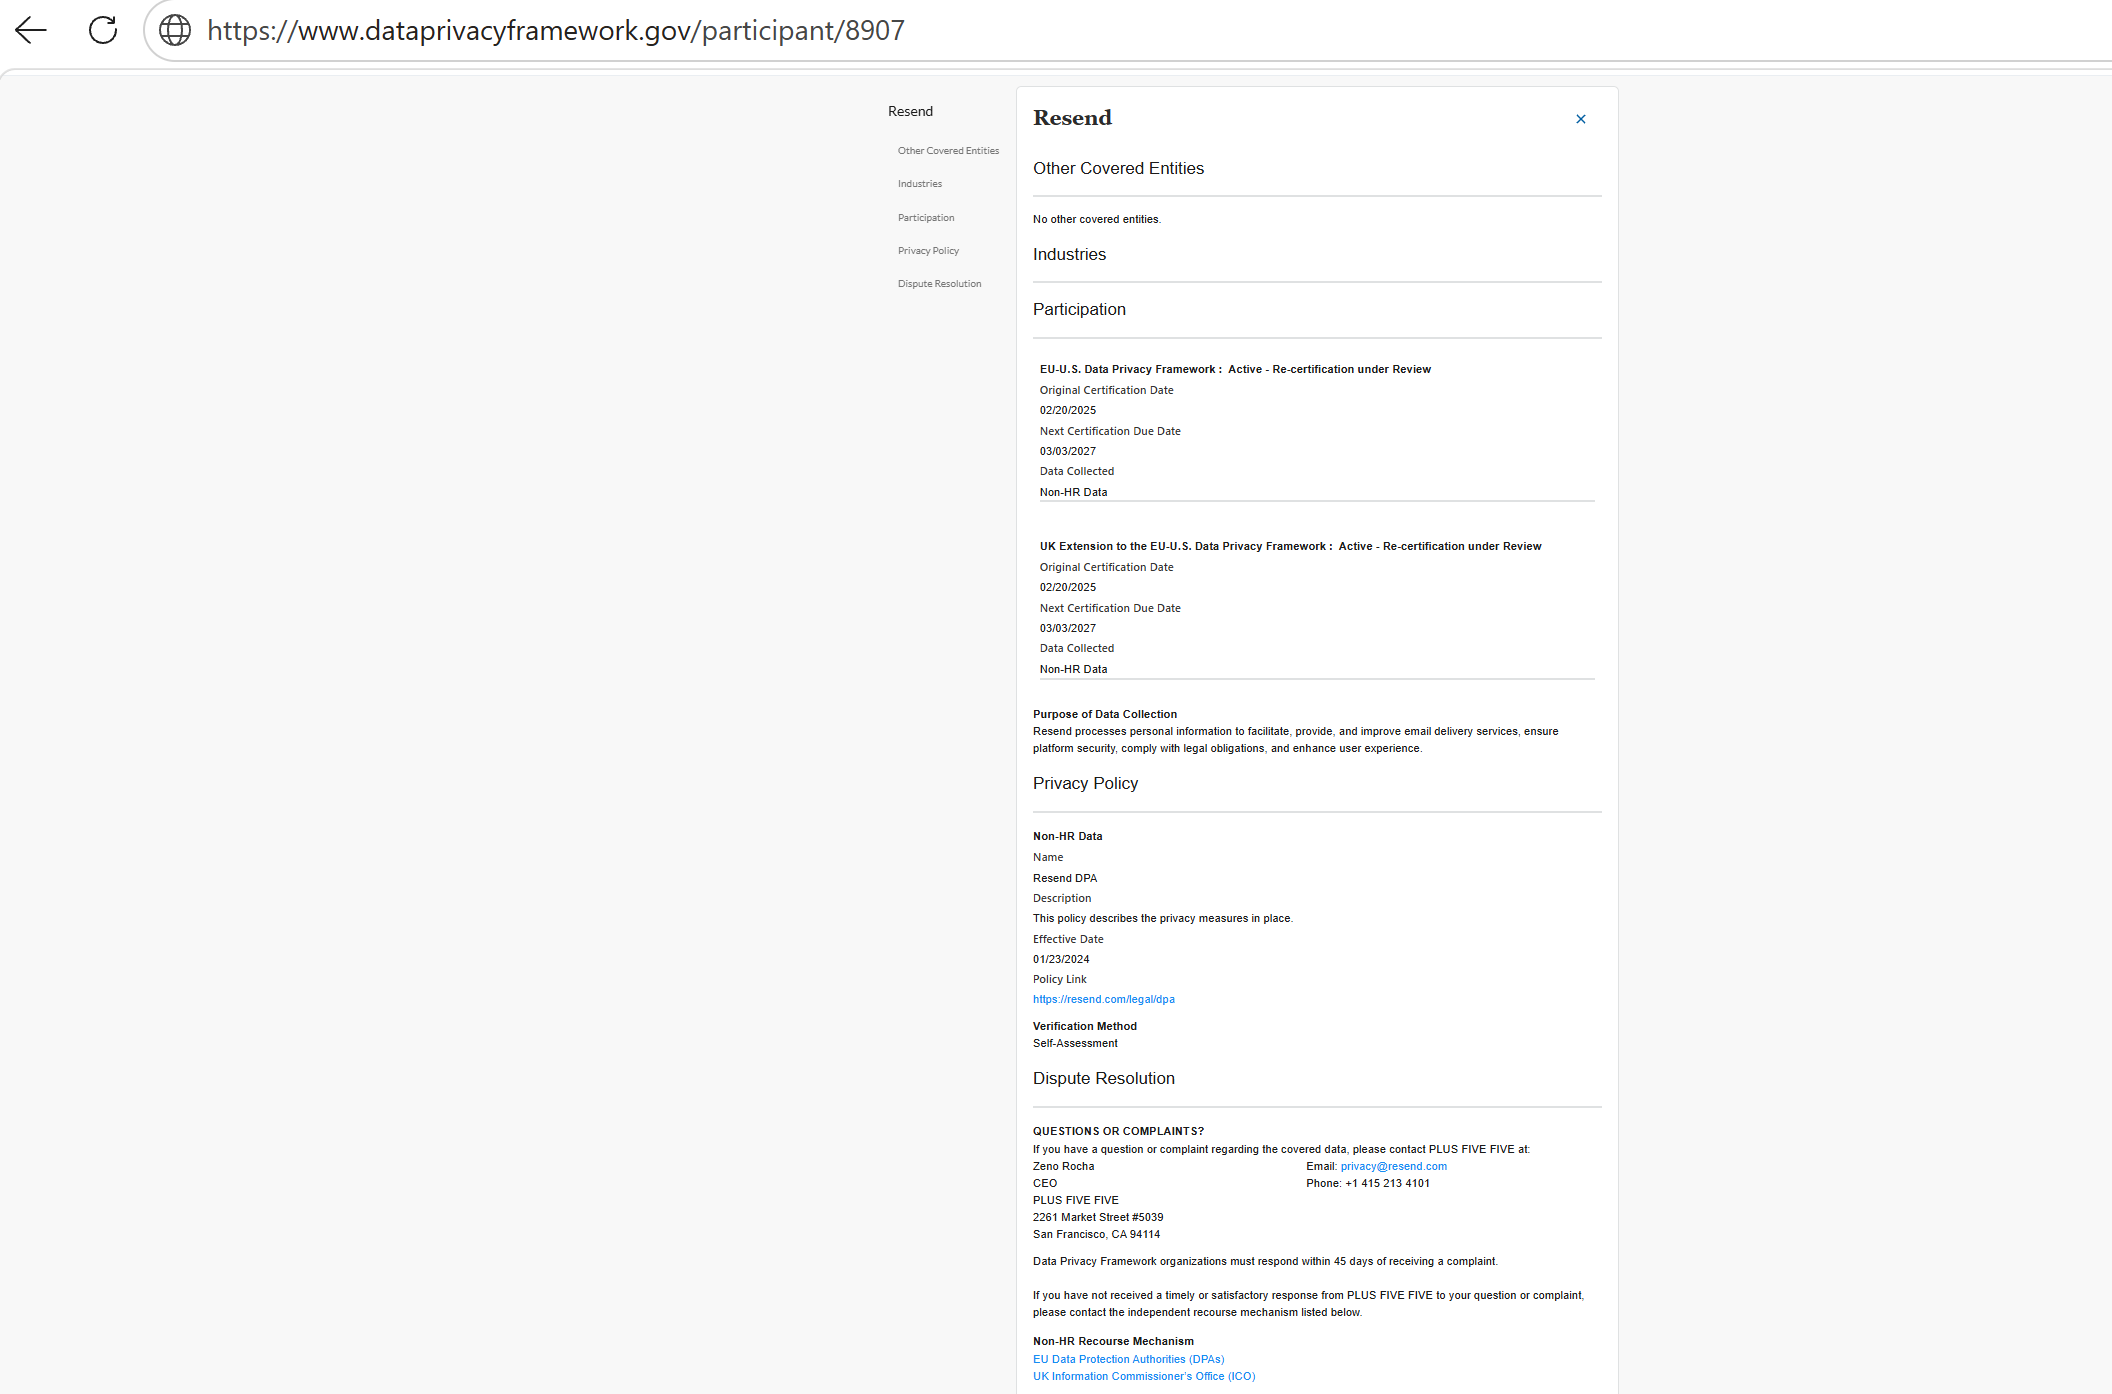 https://www.dataprivacyframework.gov/participant/8907
Resend
Other Covered Entities
Industries
Participation
Privacy Policy
Dispute Resolution
Resend
×
Other Covered Entities
No other covered entities.
Industries
Participation
EU-U.S. Data Privacy Framework : Active - Re-certification under Review
Original Certification Date
02/20/2025
Next Certification Due Date
03/03/2027
Data Collected
Non-HR Data
UK Extension to the EU-U.S. Data Privacy Framework : Active - Re-certification under Review
Original Certification Date
02/20/2025
Next Certification Due Date
03/03/2027
Data Collected
Non-HR Data
Purpose of Data Collection
Resend processes personal information to facilitate, provide, and improve email delivery services, ensure
platform security, comply with legal obligations, and enhance user experience.
Privacy Policy
Non-HR Data
Name
Resend DPA
Description
This policy describes the privacy measures in place.
Effective Date
01/23/2024
Policy Link
https://resend.com/legal/dpa
Verification Method
Self-Assessment
Dispute Resolution
QUESTIONS OR COMPLAINTS?
If you have a question or complaint regarding the covered data, please contact PLUS FIVE FIVE at:
Zeno Rocha
CEO
PLUS FIVE FIVE
2261 Market Street #5039
San Francisco, CA 94114
Email: privacy@resend.com
Phone: +1 415 213 4101
Data Privacy Framework organizations must respond within 45 days of receiving a complaint.
If you have not received a timely or satisfactory response from PLUS FIVE FIVE to your question or complaint,
please contact the independent recourse mechanism listed below.
Non-HR Recourse Mechanism
EU Data Protection Authorities (DPAs)
UK Information Commissioner's Office (ICO)